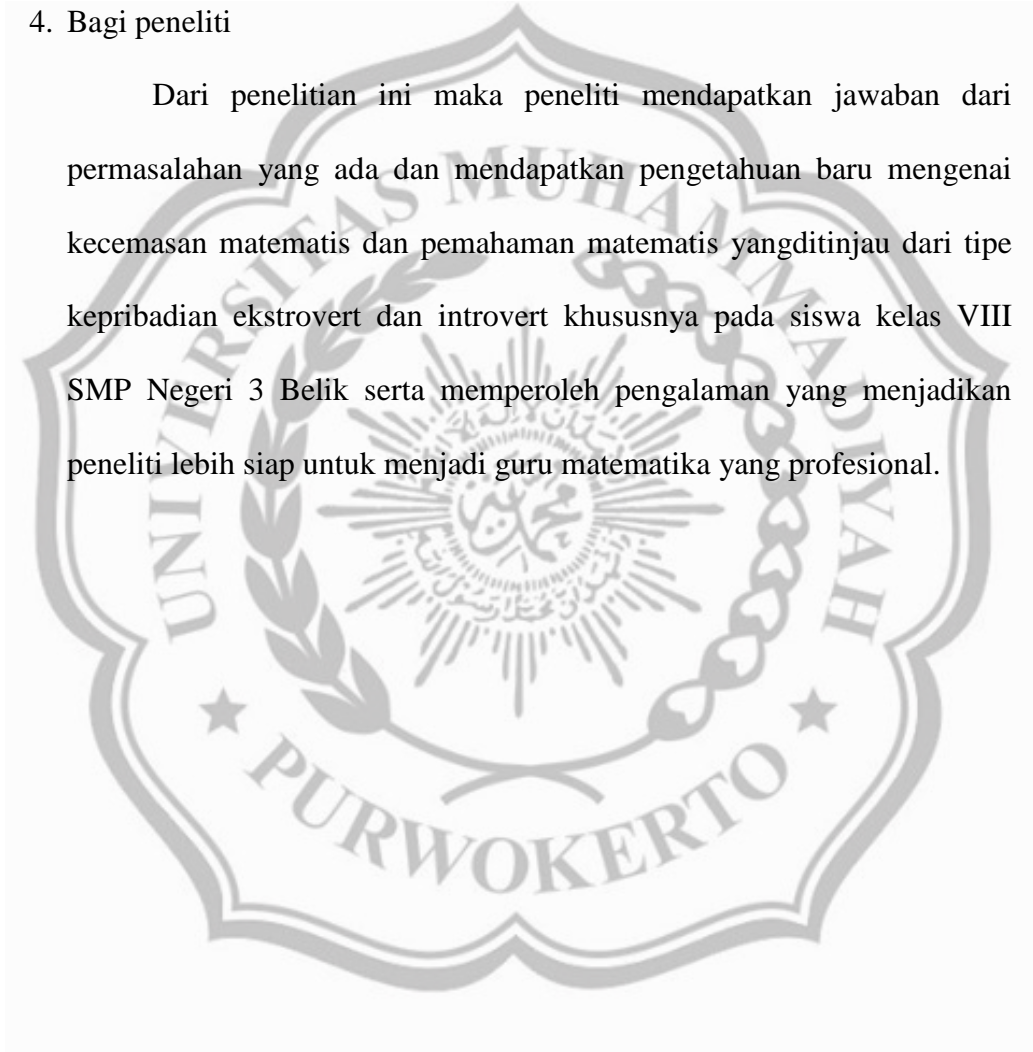 4. Bagi peneliti
Dari penelitian ini maka peneliti mendapatkan jawaban dari
permasalahan yang ada dan mendapatkan pengetahuan baru mengenai
kecemasan matematis dan pemahaman matematis yangditinjau dari tipe
kepribadian ekstrovert dan introvert khususnya pada siswa kelas VIII
SMP Negeri 3 Belik serta memperoleh pengalaman yang menjadikan
peneliti lebih siap untuk menjadi guru matematika yang profesional.
UNIVERSITAS MUHAMMADIYAH
PURWOKERTO